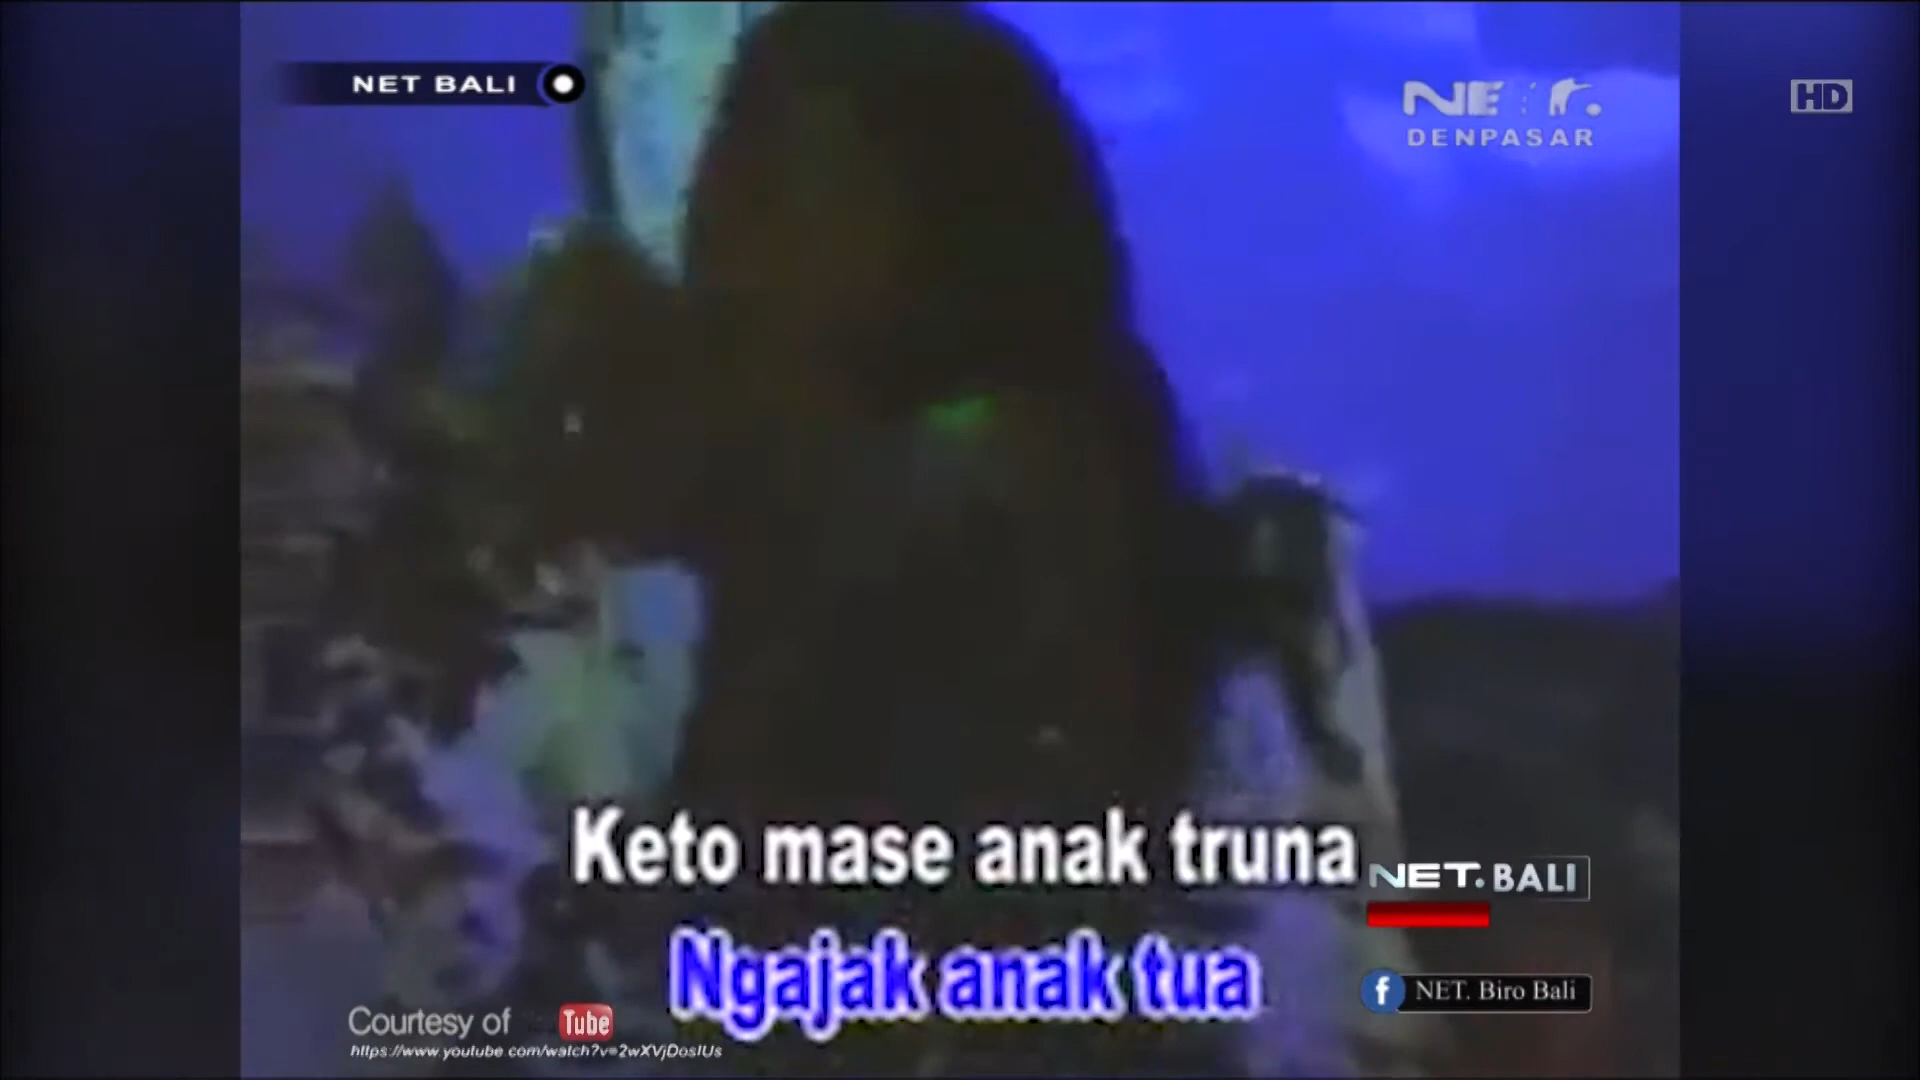 NET BALI
NET.
DENPASAR
HD
Keto mase anak truna
NET. BALI
Ngajak anak tua
NET. Biro Bali
Courtesy of YouTube
https://www.youtube.com/watch?v=2wXVjDosIUs